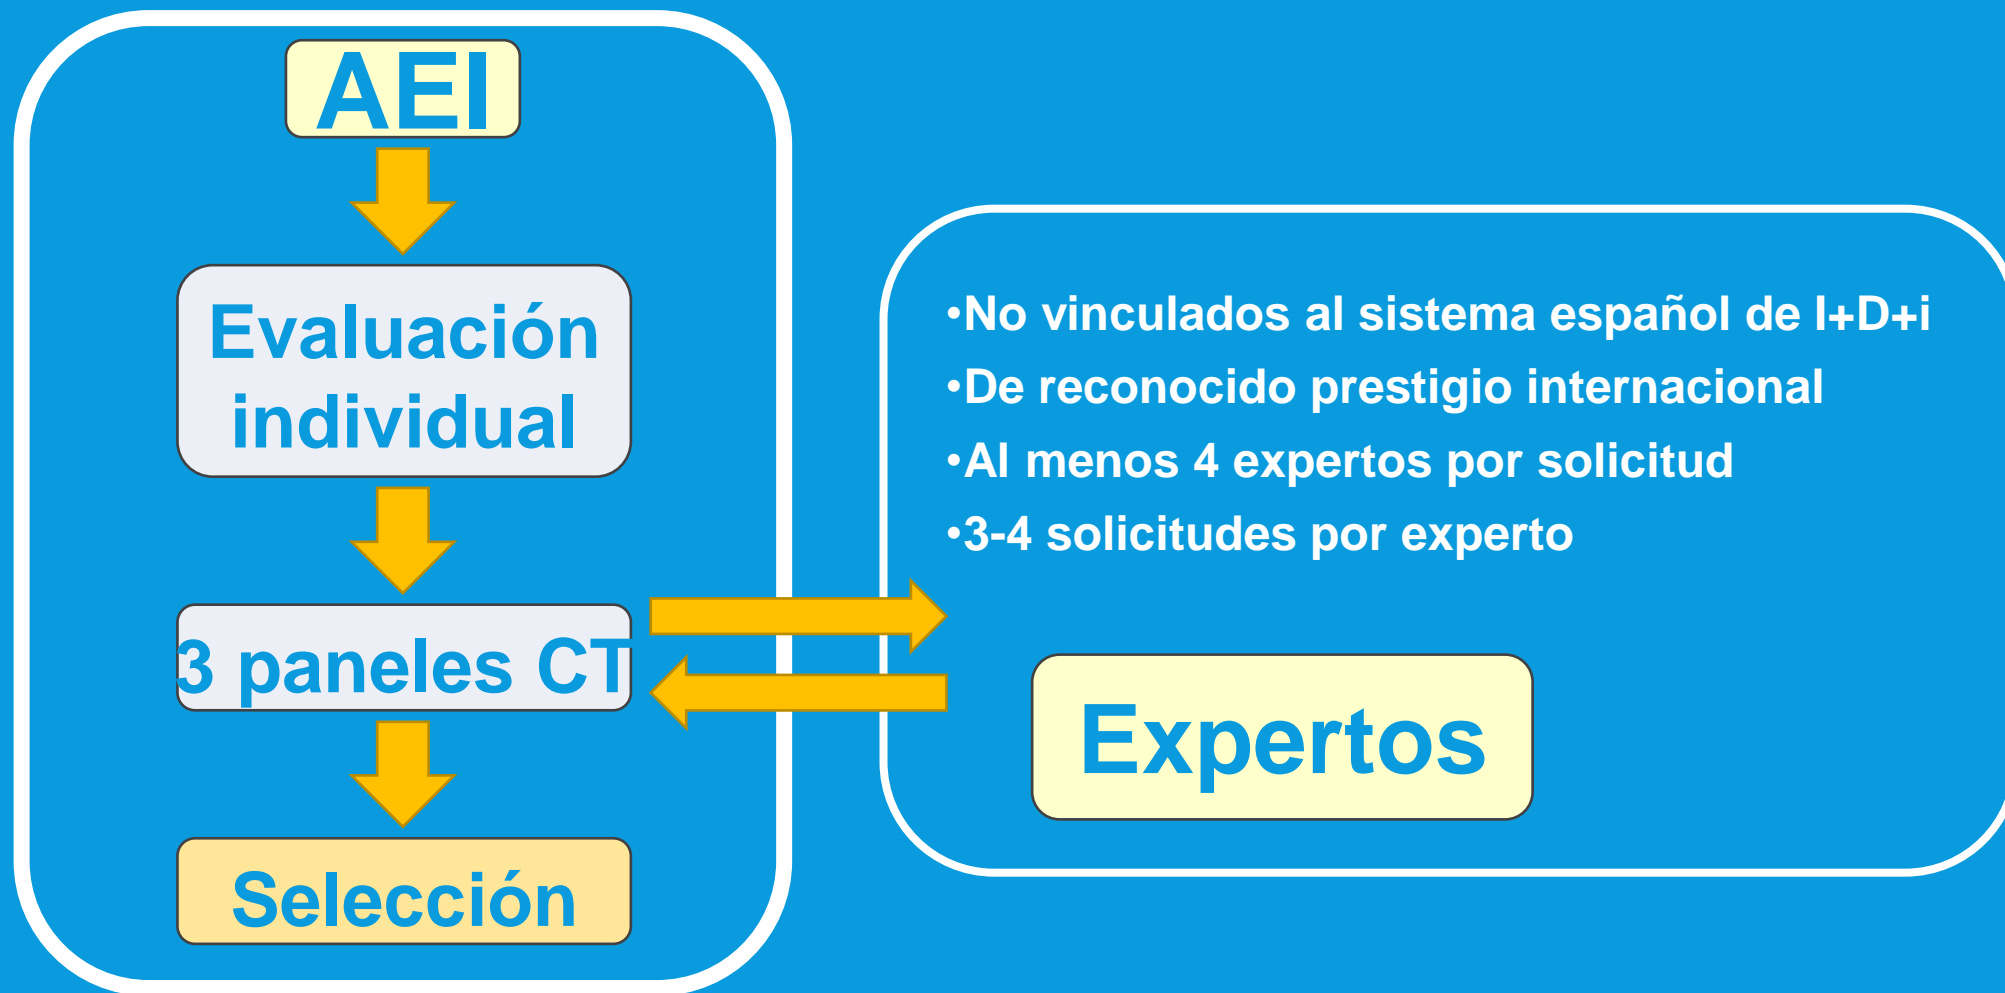 AEI
Evaluación
individual
3 paneles CT
Selección
•No vinculados al sistema español de I+D+i
•De reconocido prestigio internacional
•Al menos 4 expertos por solicitud
•3-4 solicitudes por experto
Expertos